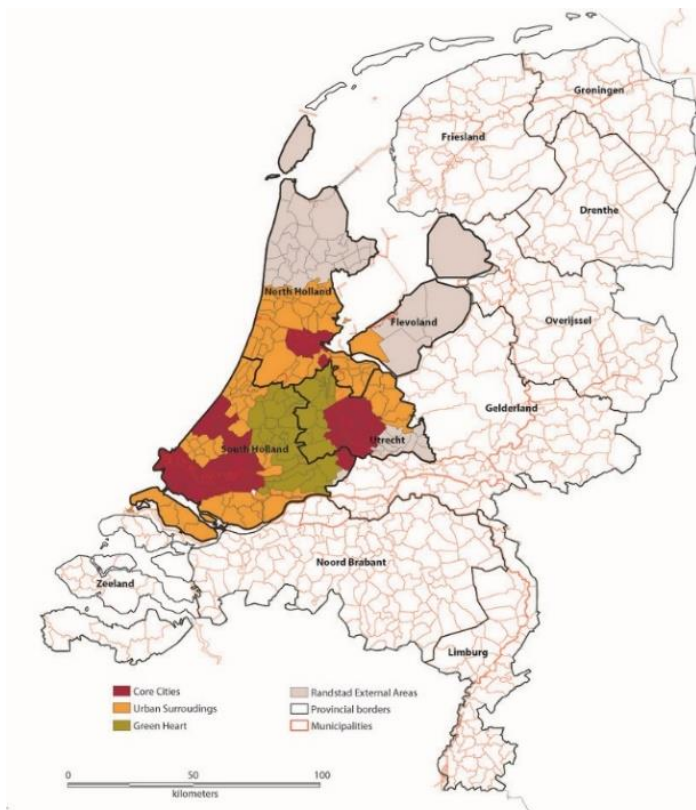 Groningen
Friesland
Drenthe
North Holland
Flevoland
Overijssel
Gelderland
Utrecht
South Holland
Noord Brabant
Zeeland
Limburg
Core Cities
Urban Surroudings
Green Heart
Randstad External Areas
Provincial borders
Municipalities
0 50 100
kilometers